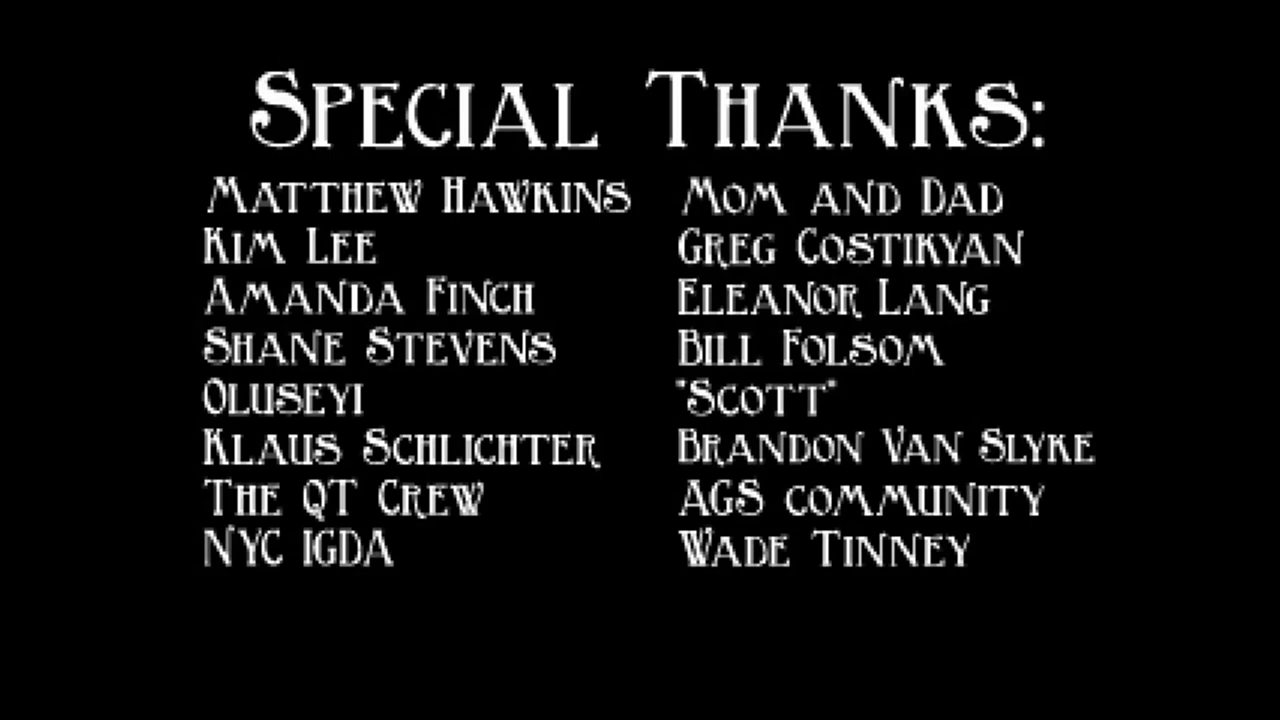 Special Thanks:
Matthew Hawkins
Kim Lee
Amanda Finch
Shane Stevens
Oluseyi
Klaus Schlichter
The QT Crew
NYC IGDA
Mom and Dad
Greg Costikyan
Eleanor Lang
Bill Folsom
"Scott"
Brandon Van Slyke
AGS community
Wade Tinney